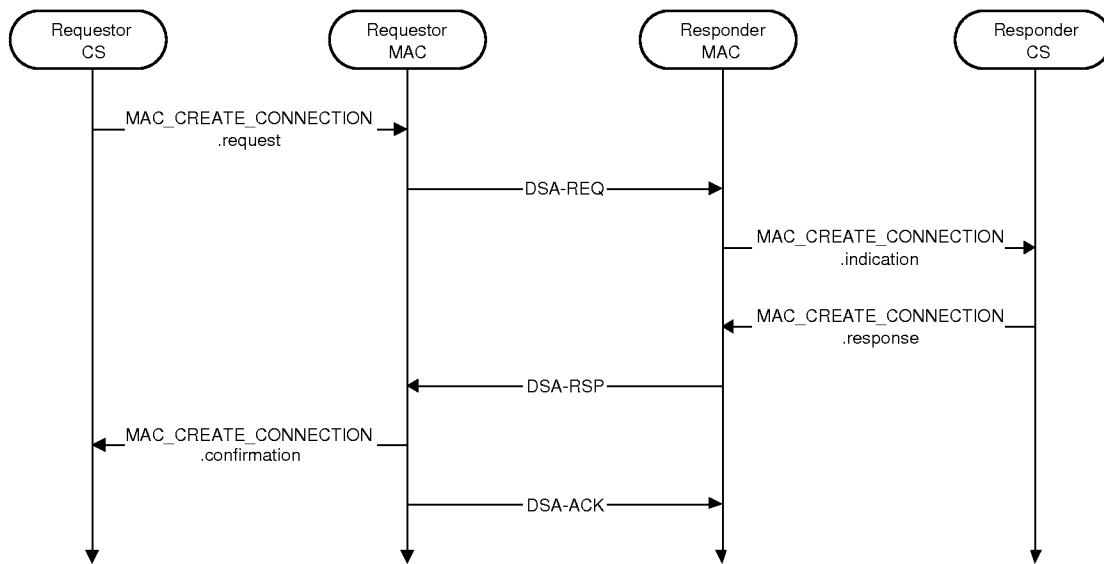 Requestor
CS
Requestor
MAC
Responder
MAC
Responder
CS
MAC_CREATE_CONNECTION
.request
DSA-REQ
MAC_CREATE_CONNECTION
.indication
MAC_CREATE_CONNECTION
.response
DSA-RSP
MAC_CREATE_CONNECTION
.confirmation
DSA-ACK